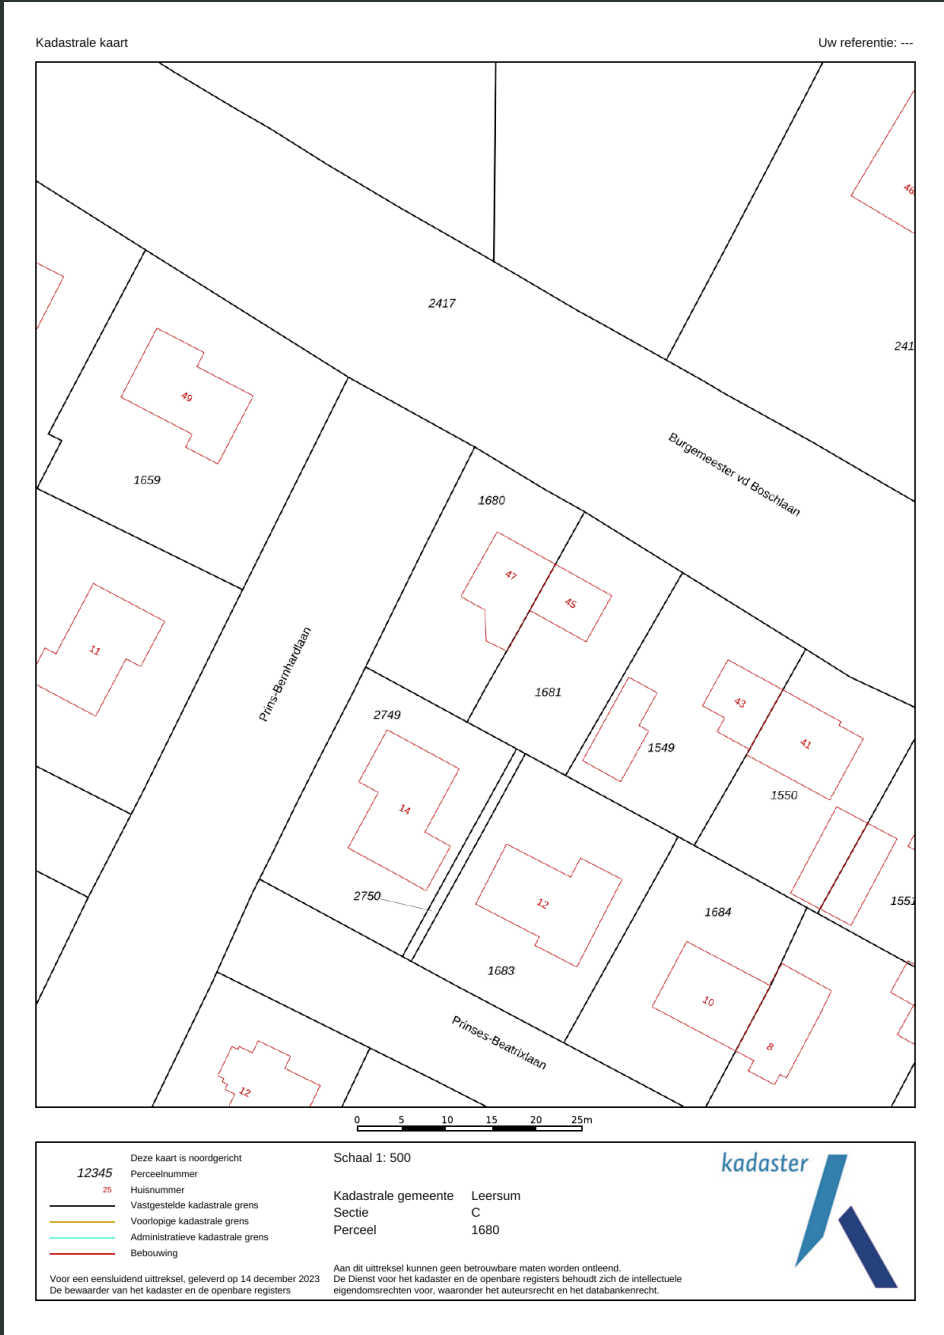 Kadastrale kaart
Uw referentie: ---
46
2417
241
49
Burgemeester vd Boschlaan
1659
1680
47
45
11
Prins-Bernhardlaan
1681
43
2749
41
1549
1550
14
2750
12
1551
1684
1683
10
Prinses-Beatrixlaan
8
12
0 5 10 15 20 25m
Deze kaart is noordgericht
12345 Perceelnummer
25 Huisnummer
Vastgestelde kadastrale grens
Voorlopige kadastrale grens
Administratieve kadastrale grens
Bebouwing
Voor een eensluidend uittreksel, geleverd op 14 december 2023
De bewaarder van het kadaster en de openbare registers
Schaal 1: 500
Kadastrale gemeente Leersum
Sectie C
Perceel 1680
Aan dit uittreksel kunnen geen betrouwbare maten worden ontleend.
De Dienst voor het kadaster en de openbare registers behoudt zich de intellectuele
eigendomsrechten voor, waaronder het auteursrecht en het databankenrecht.
kadaster